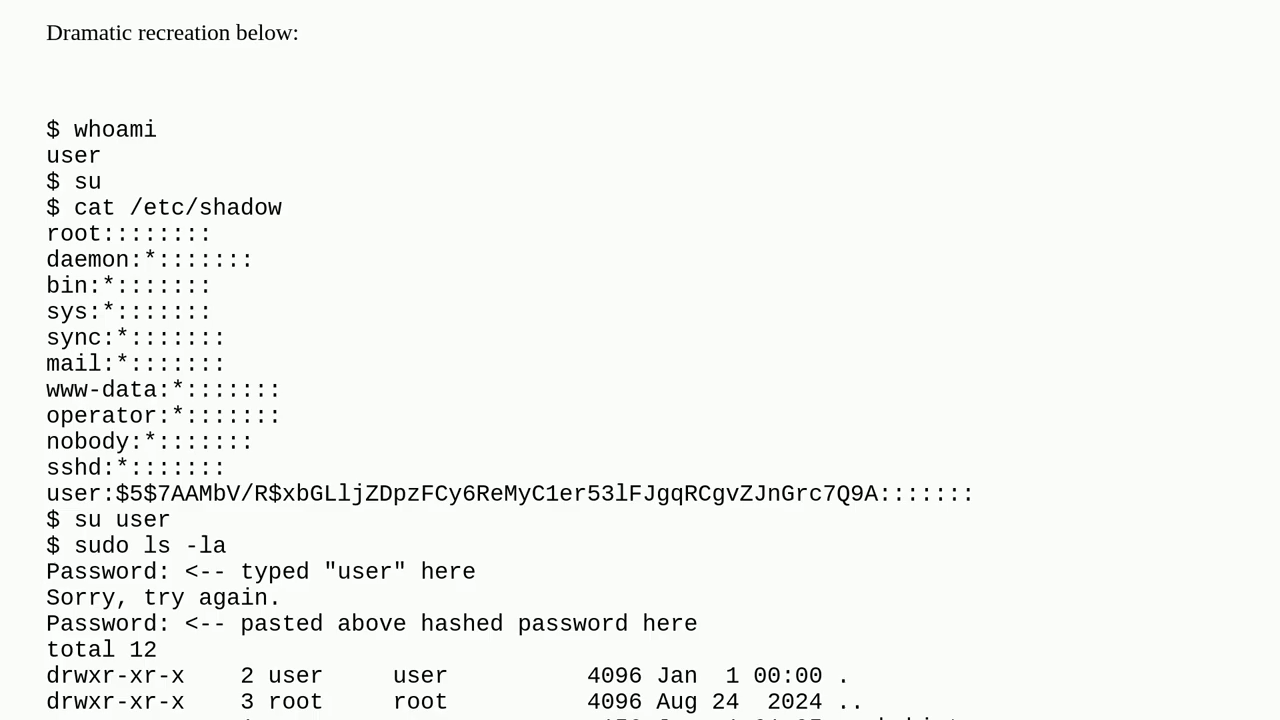 Dramatic recreation below:
$ whoami
user
$ su
$ cat /etc/shadow
root::::::::
daemon:*:::::::
bin:*:::::::
sys:*:::::::
sync:*:::::::
mail:*:::::::
www-data:*:::::::
operator:*:::::::
nobody:*:::::::
sshd:*:::::::
user:$5$7AAMbV/R$xbGLljZDpzFCy6ReMyC1er53lFJgqRCgvZJnGrc7Q9A:::::::
$ su user
$ sudo ls -la
Password: <-- typed "user" here
Sorry, try again.
Password: <-- pasted above hashed password here
total 12
drwxr-xr-x    2 user     user          4096 Jan  1 00:00 .
drwxr-xr-x    3 root     root          4096 Aug 24  2024 ..